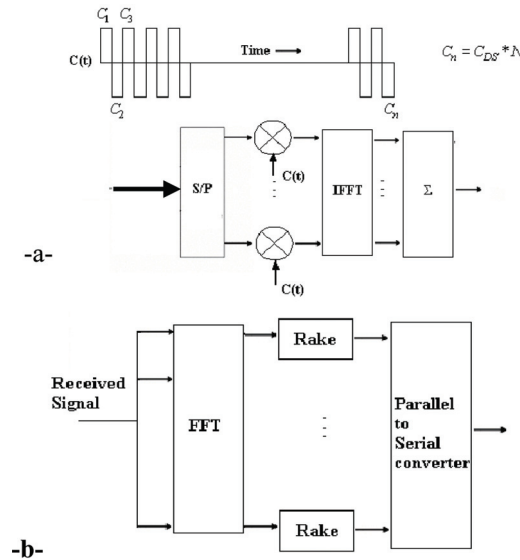 C1 C3
C(t)
Time
Cn = CDS * N
C2
Cn
S/P
C(t)
IFFT
Σ
-a-
C(t)
Received
Signal
FFT
Rake
Rake
Parallel
to
Serial
converter
-b-